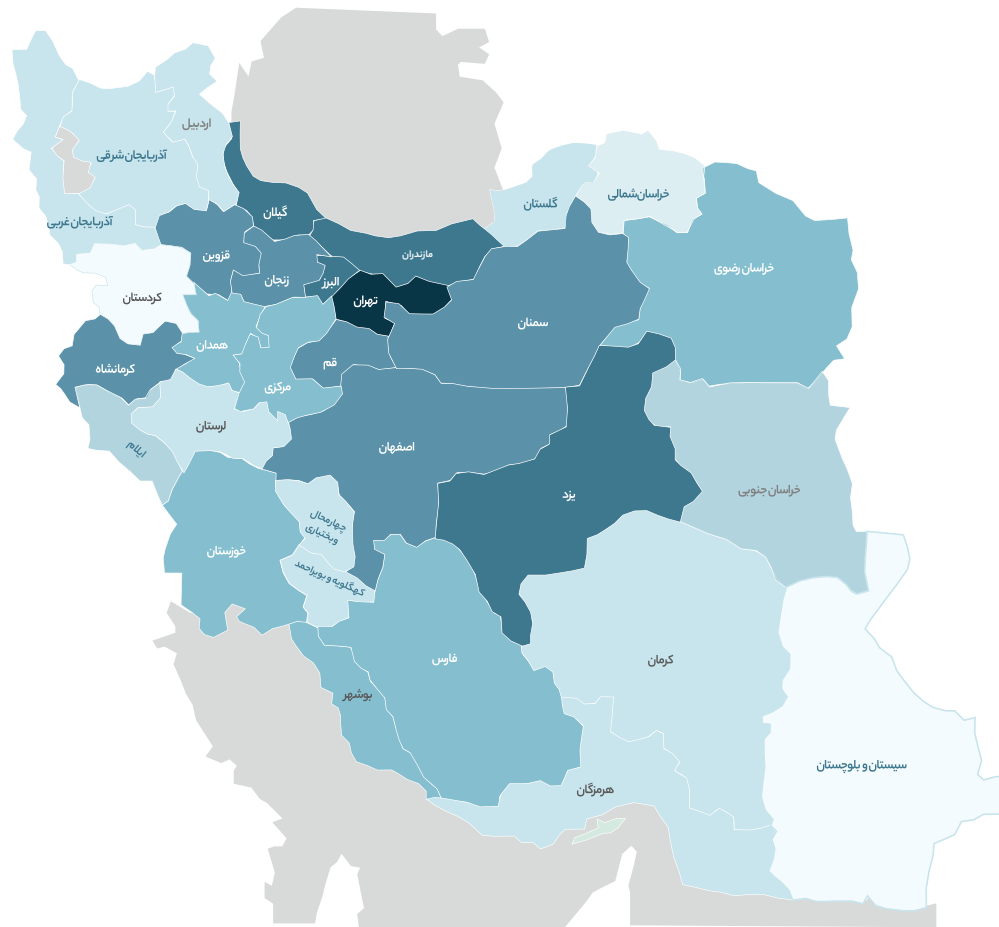 اردبیل
آذربایجان شرقی
آذربایجان غربی
گیلان
گلستان
خراسان شمالی
مازندران
خراسان رضوی
قزوین
زنجان
البرز
تهران
کردستان
سمنان
همدان
قم
کرمانشاه
مرکزی
لرستان
ایلام
اصفهان
یزد
خراسان جنوبی
چهارمحال
وبختیاری
خوزستان
کهگلویه و بویراحمد
فارس
کرمان
بوشهر
سیستان و بلوچستان
هرمزگان